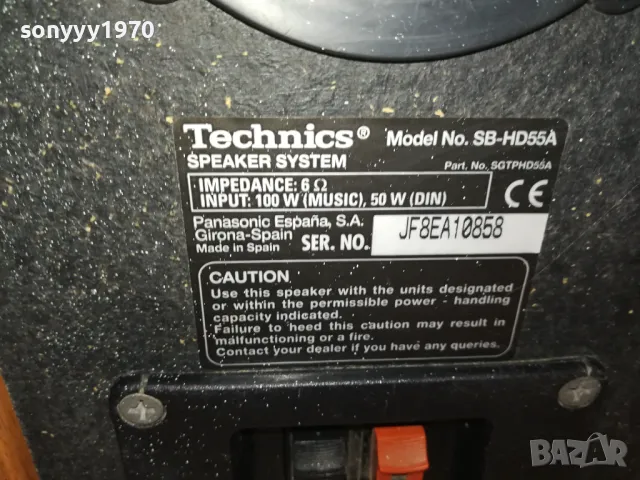 sonyyy1970
Technics® Model No. SB-HD55A
SPEAKER SYSTEM Part. No. SGTPHD55A
IMPEDANCE: 6 Ω
INPUT: 100 W (MUSIC), 50 W (DIN)
CE
Panasonic España, S.A.
Girona-Spain
Made in Spain
SER. NO. JF8EA10858
CAUTION
Use this speaker with the units designated
or within the permissible power - handling
capacity indicated.
Failure to heed this caution may result in
malfunctioning or a fire.
Contact your dealer if you have any queries.
BAZAR